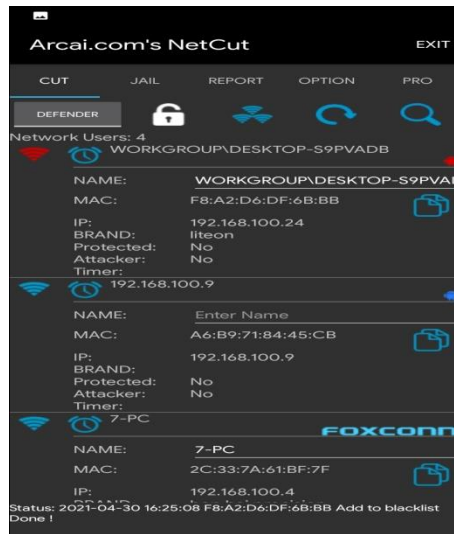 Arcai.com's NetCut EXIT
CUT JAIL REPORT OPTION PRO
DEFENDER
Network Users: 4
WORKGROUP\DESKTOP-S9PVADB
NAME: WORKGROUP\DESKTOP-S9PVA
MAC: F8:A2:D6:DF:6B:BB
IP: 192.168.100.24
BRAND: liteon
Protected: No
Attacker: No
Timer:
192.168.100.9
NAME: Enter Name
MAC: A6:B9:71:84:45:CB
IP: 192.168.100.9
BRAND:
Protected: No
Attacker: No
Timer:
7-PC
FOXCONN
NAME: 7-PC
MAC: 2C:33:7A:61:BF:7F
IP: 192.168.100.4
Status: 2021-04-30 16:25:08 F8:A2:D6:DF:6B:BB Add to blacklist
Done !